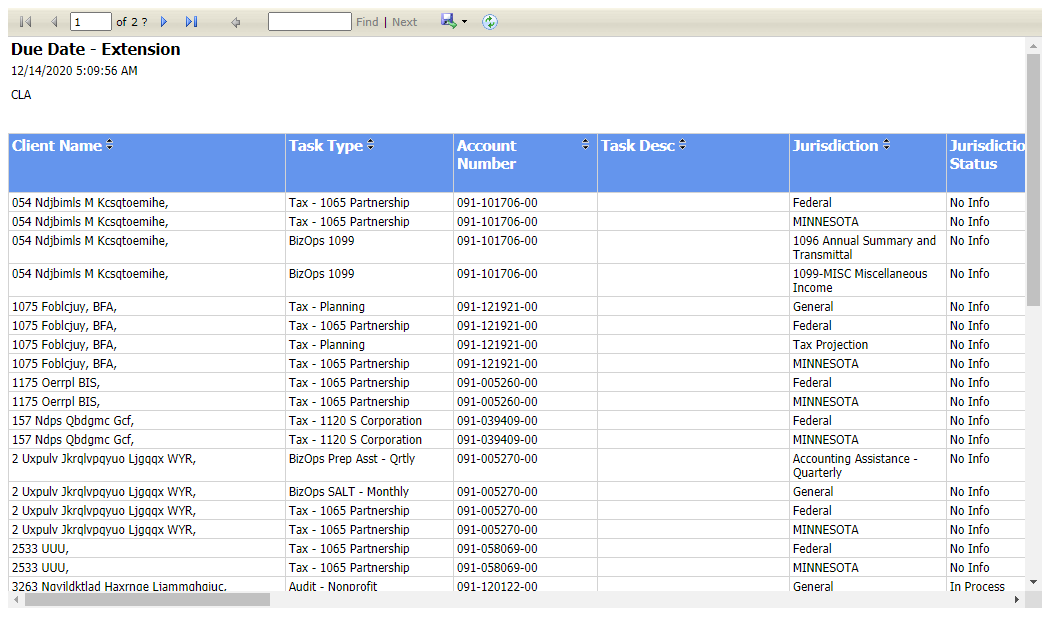 1 of 2 ? Find | Next
Due Date - Extension
12/14/2020 5:09:56 AM
CLA
Client Name Task Type Account Number Task Desc Jurisdiction Jurisdictio Status
054 Ndjbimls M Kcsqtoemihe, Tax - 1065 Partnership 091-101706-00 Federal No Info
054 Ndjbimls M Kcsqtoemihe, Tax - 1065 Partnership 091-101706-00 MINNESOTA No Info
054 Ndjbimls M Kcsqtoemihe, BizOps 1099 091-101706-00 1096 Annual Summary and No Info
Transmittal
054 Ndjbimls M Kcsqtoemihe, BizOps 1099 091-101706-00 1099-MISC Miscellaneous No Info
Income
1075 Foblcjuy, BFA, Tax - Planning 091-121921-00 General No Info
1075 Foblcjuy, BFA, Tax - 1065 Partnership 091-121921-00 Federal No Info
1075 Foblcjuy, BFA, Tax - Planning 091-121921-00 Tax Projection No Info
1075 Foblcjuy, BFA, Tax - 1065 Partnership 091-121921-00 MINNESOTA No Info
1175 Oerrpl BIS, Tax - 1065 Partnership 091-005260-00 Federal No Info
1175 Oerrpl BIS, Tax - 1065 Partnership 091-005260-00 MINNESOTA No Info
157 Ndps Qbdgmc Gcf, Tax - 1120 S Corporation 091-039409-00 Federal No Info
157 Ndps Qbdgmc Gcf, Tax - 1120 S Corporation 091-039409-00 MINNESOTA No Info
2 Uxpulv Jkrqlvpqyuo Ljgqqx WYR, BizOps Prep Asst - Qrtly 091-005270-00 Accounting Assistance - No Info
Quarterly
2 Uxpulv Jkrqlvpqyuo Ljgqqx WYR, BizOps SALT - Monthly 091-005270-00 General No Info
2 Uxpulv Jkrqlvpqyuo Ljgqqx WYR, Tax - 1065 Partnership 091-005270-00 Federal No Info
2 Uxpulv Jkrqlvpqyuo Ljgqqx WYR, Tax - 1065 Partnership 091-005270-00 MINNESOTA No Info
2533 UUU, Tax - 1065 Partnership 091-058069-00 Federal No Info
2533 UUU, Tax - 1065 Partnership 091-058069-00 MINNESOTA No Info
3263 Haxrnge Audit - Nonprofit 091-120122-00 General In Process